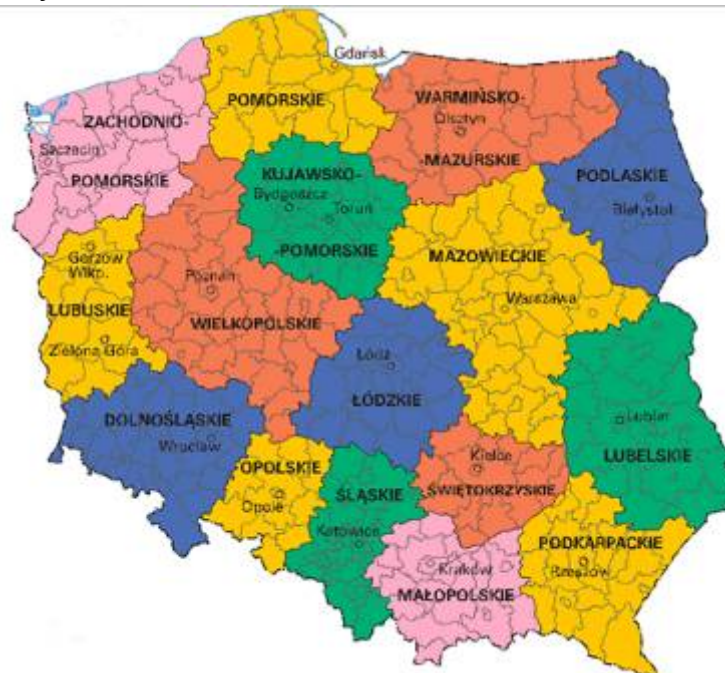 Gdańsk
POMORSKIE
WARMIŃSKO-
Olsztyn
-MAZURSKIE
ZACHODNIO-
Szczecin
POMORSKIE
KUJAWSKO-
Bydgoszcz
Toruń
-POMORSKIE
PODLASKIE
Białystok
MAZOWIECKIE
Warszawa
Gorzów
Wlkp.
LUBUSKIE
Zielona Góra
Poznań
WIELKOPOLSKIE
Łódź
ŁÓDZKIE
DOLNOŚLĄSKIE
Wrocław
Lublin
LUBELSKIE
OPOLSKIE
Opole
ŚLĄSKIE
Katowice
Kielce
ŚWIĘTOKRZYSKIE
Kraków
MAŁOPOLSKIE
PODKARPACKIE
Rzeszów